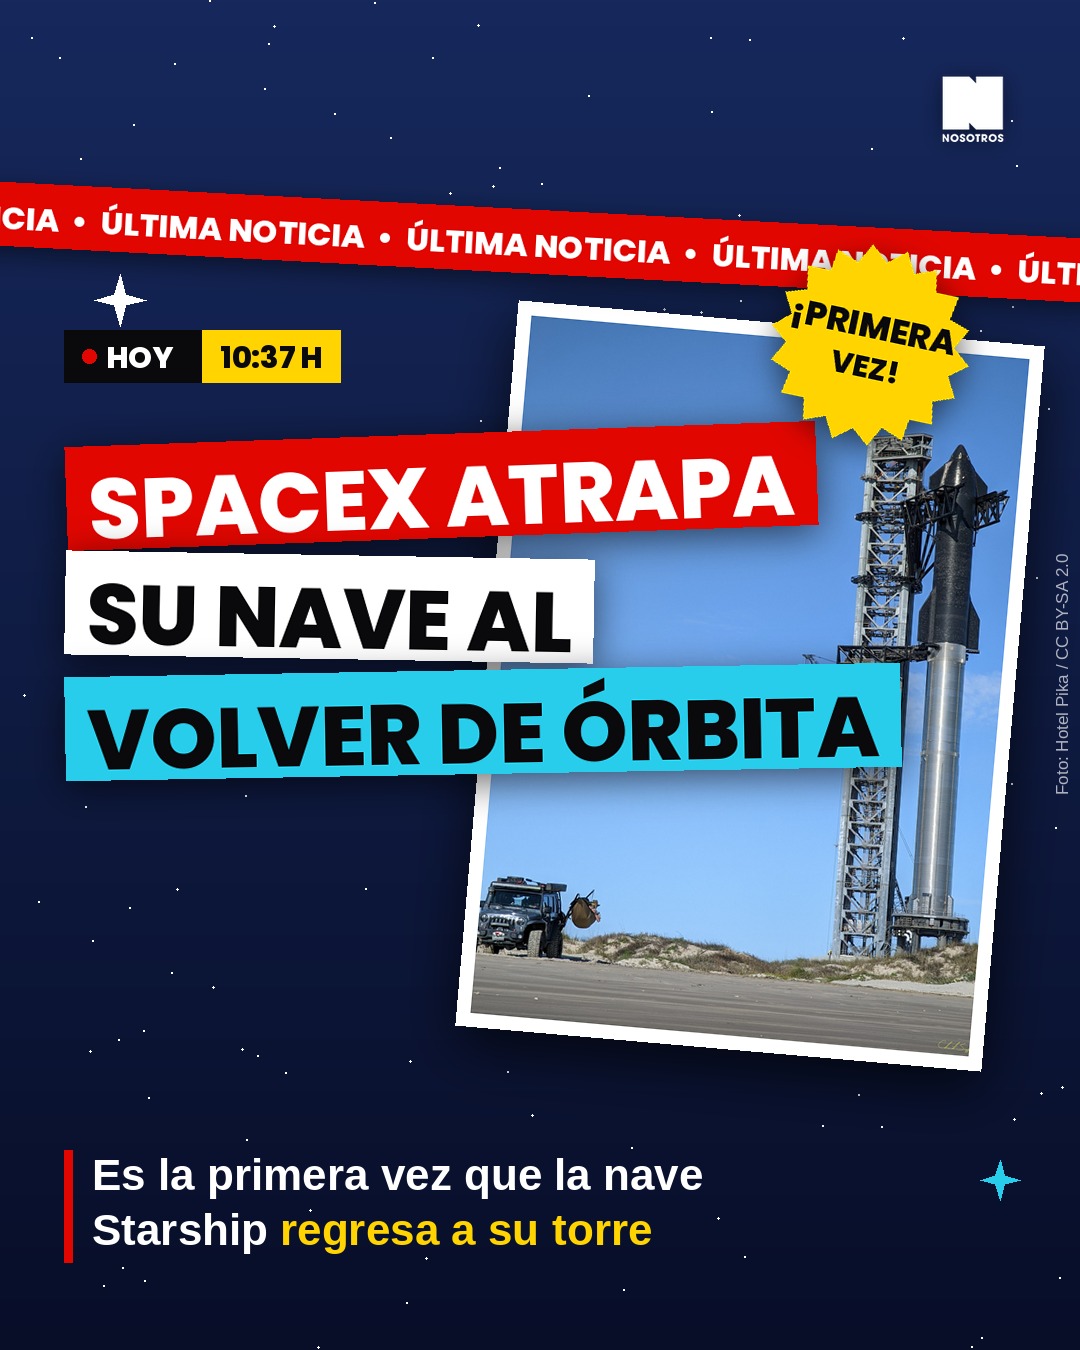 NOSOTROS
CIA • ÚLTIMA NOTICIA • ÚLTIMA NOTICIA • ÚLTIMA NOTICIA • ÚLTI
¡PRIMERA
VEZ!
HOY 10:37 H
SPACEX ATRAPA
SU NAVE AL
VOLVER DE ÓRBITA
Foto: Hotel Pika / CC BY-SA 2.0
Es la primera vez que la nave
Starship regresa a su torre